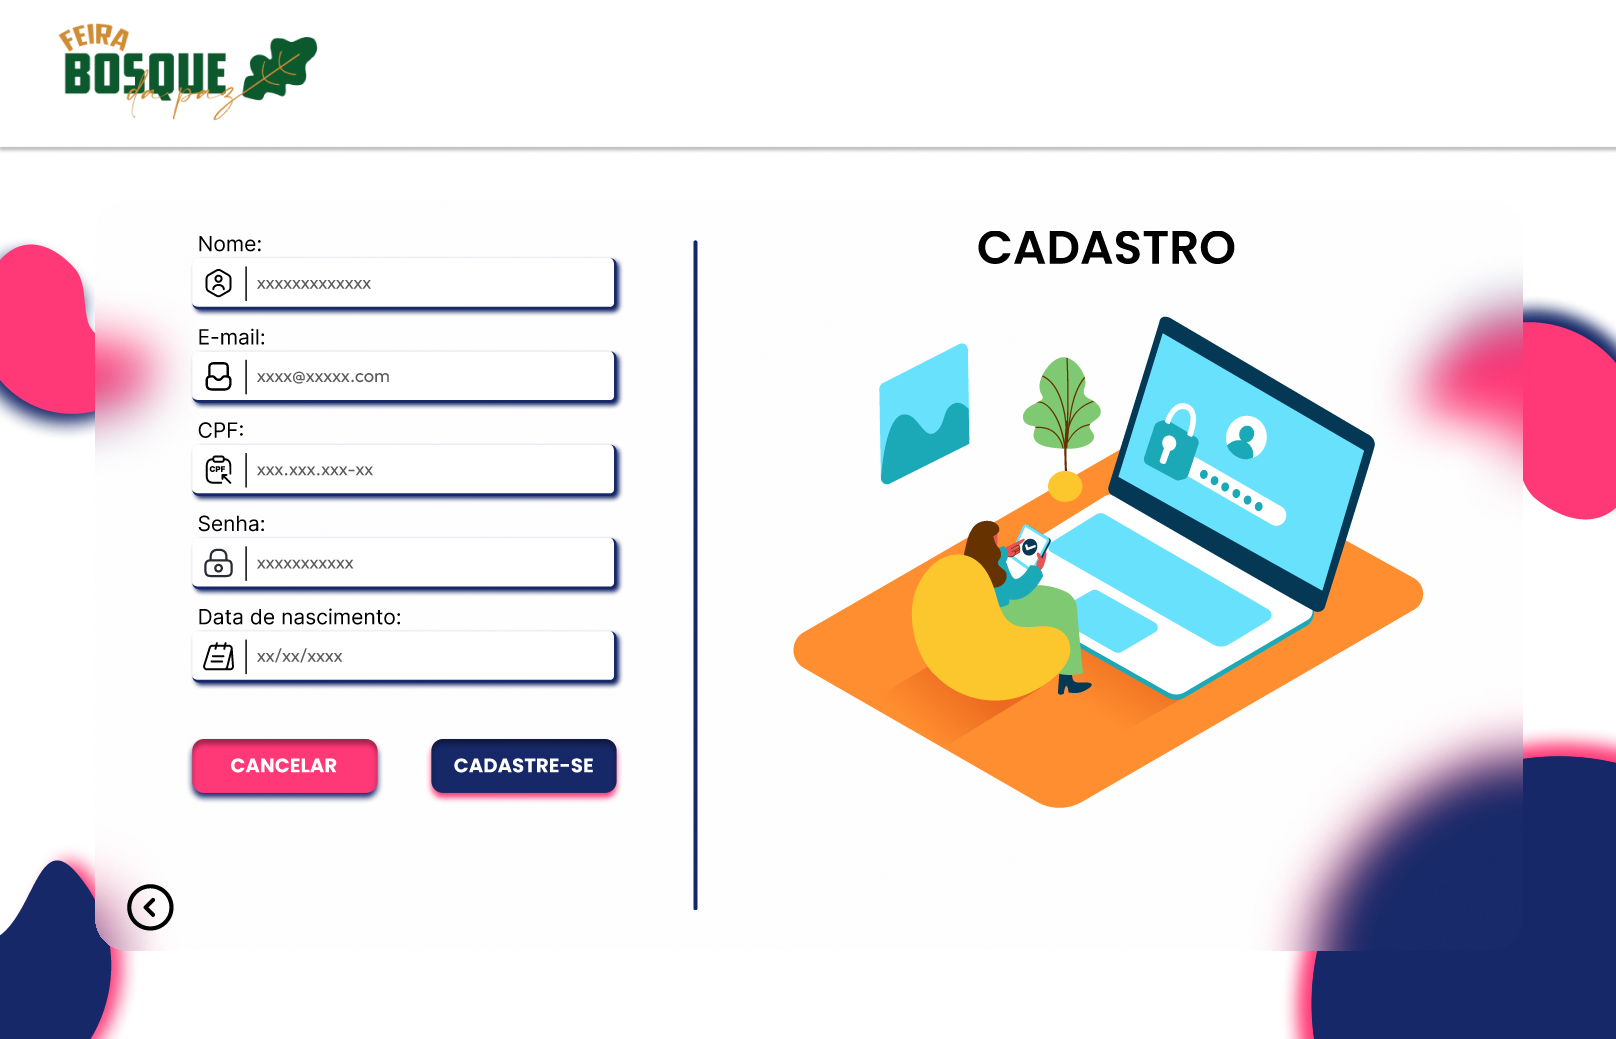 FEIRA
BOSQUE
da paz
Nome:
xxxxxxxxxxxxx
E-mail:
xxxx@xxxxx.com
CPF:
CPF
xxx.xxx.xxx-xx
Senha:
xxxxxxxxxxx
Data de nascimento:
xx/xx/xxxx
CANCELAR
CADASTRE-SE
CADASTRO